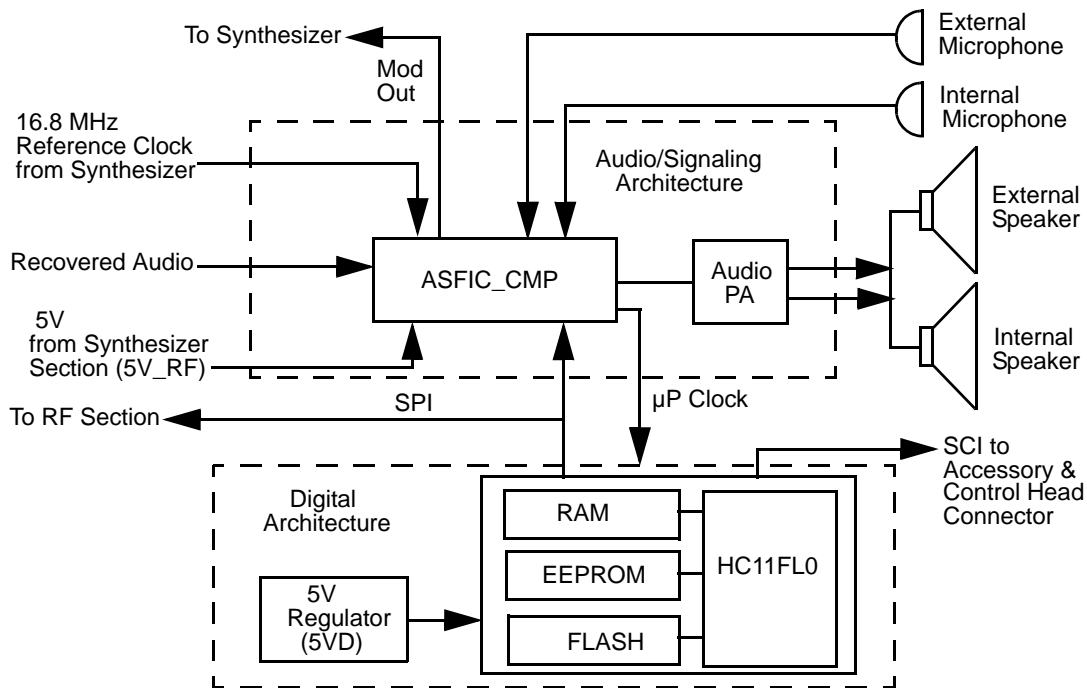 To Synthesizer
Mod
Out
External
Microphone
Internal
Microphone
16.8 MHz
Reference Clock
from Synthesizer
Audio/Signaling
Architecture
External
Speaker
Recovered Audio
ASFIC_CMP
Audio
PA
5V
from Synthesizer
Section (5V_RF)
Internal
Speaker
To RF Section
SPI
µP Clock
SCI to
Accessory &
Control Head
Connector
Digital
Architecture
RAM
EEPROM
FLASH
HC11FL0
5V
Regulator
(5VD)